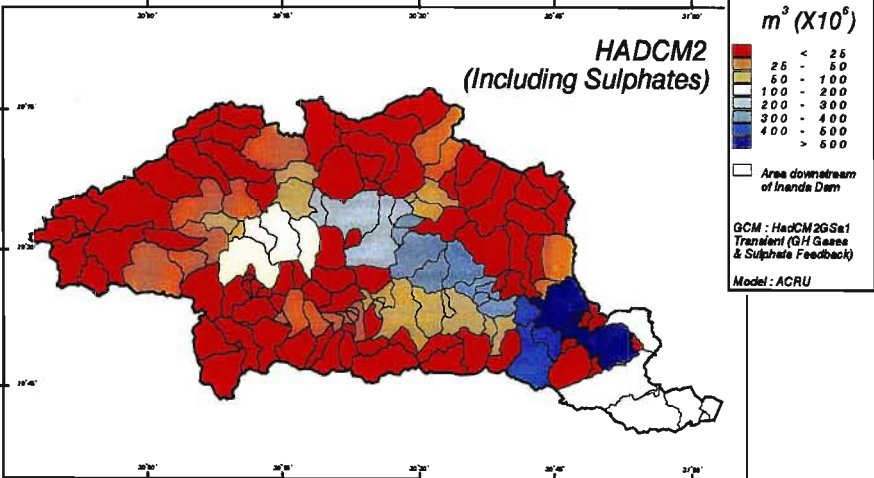 m³ (X10⁶)
HADCM2
(Including Sulphates)
< 25
25 - 50
50 - 100
100 - 200
200 - 300
300 - 400
400 - 500
> 500
Area downstream
of Inanda Dam
GCM : HadCM2GSa1
Transient (GH Gases
& Sulphate Feedback)
Model : ACRU